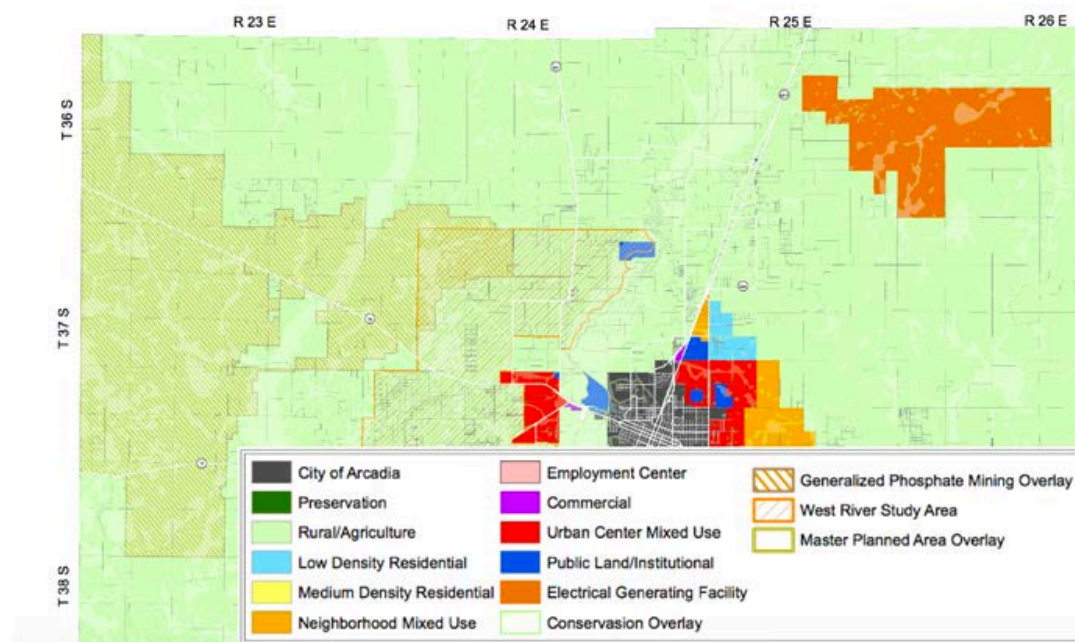 R 23 E
R 24 E
R 25 E
R 26 E
T 36 S
T 37 S
T 38 S
City of Arcadia
Preservation
Rural/Agriculture
Low Density Residential
Medium Density Residential
Neighborhood Mixed Use
Employment Center
Commercial
Urban Center Mixed Use
Public Land/Institutional
Electrical Generating Facility
Conservasion Overlay
Generalized Phosphate Mining Overlay
West River Study Area
Master Planned Area Overlay